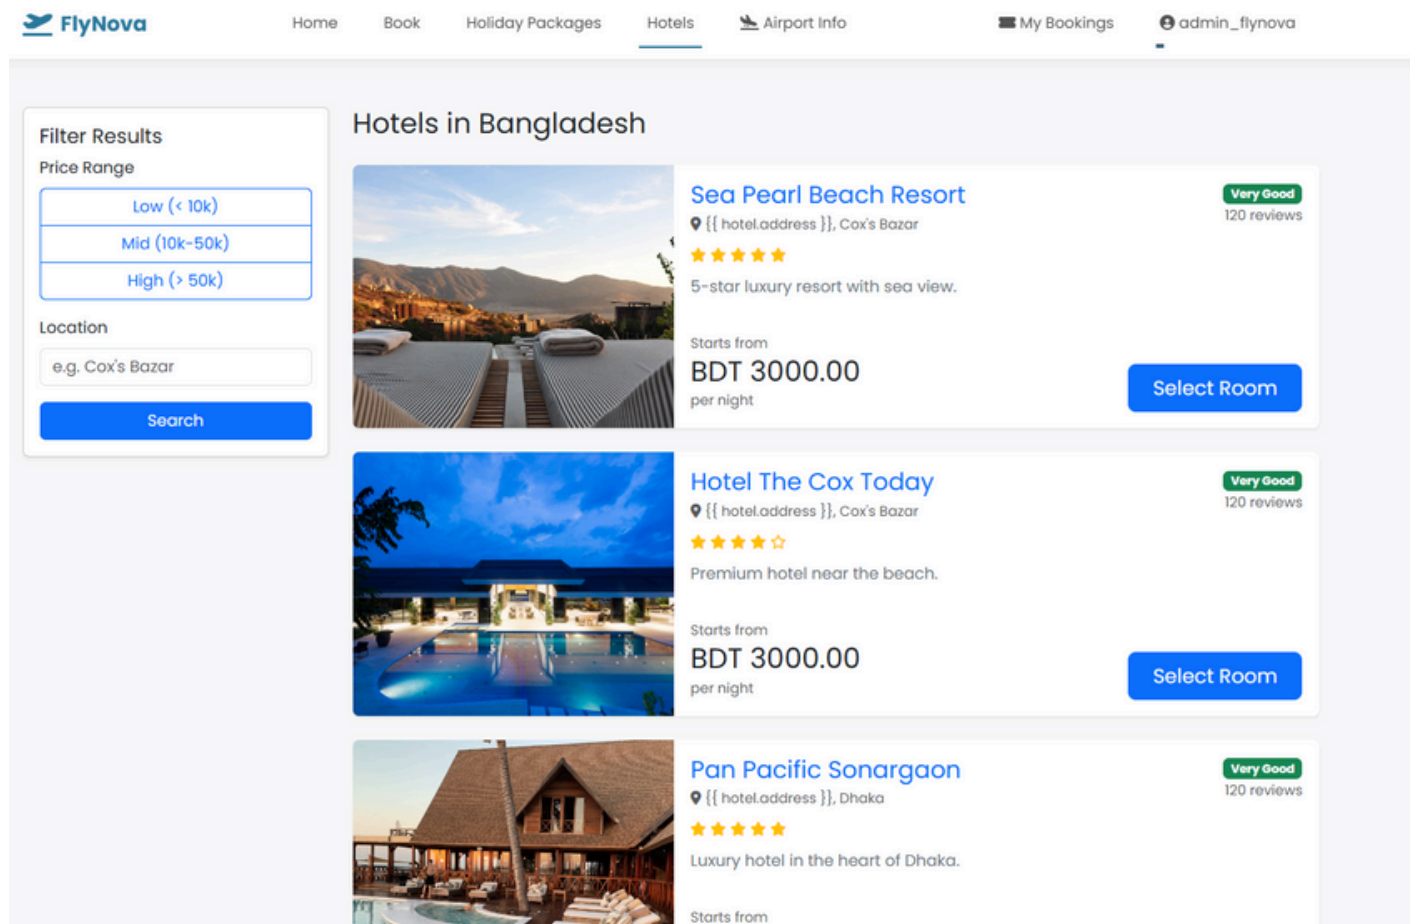 FlyNova
Home Book Holiday Packages Hotels Airport Info My Bookings admin_flynova
Filter Results
Price Range
Low (< 10k)
Mid (10k-50k)
High (> 50k)
Location
e.g. Cox's Bazar
Search
Hotels in Bangladesh
Sea Pearl Beach Resort
Very Good
{{ hotel.address }}, Cox's Bazar
120 reviews
5-star luxury resort with sea view.
Starts from
BDT 3000.00
per night
Select Room
Hotel The Cox Today
Very Good
{{ hotel.address }}, Cox's Bazar
120 reviews
Premium hotel near the beach.
Starts from
BDT 3000.00
per night
Select Room
Pan Pacific Sonargaon
Very Good
{{ hotel.address }}, Dhaka
120 reviews
Luxury hotel in the heart of Dhaka.
Starts from